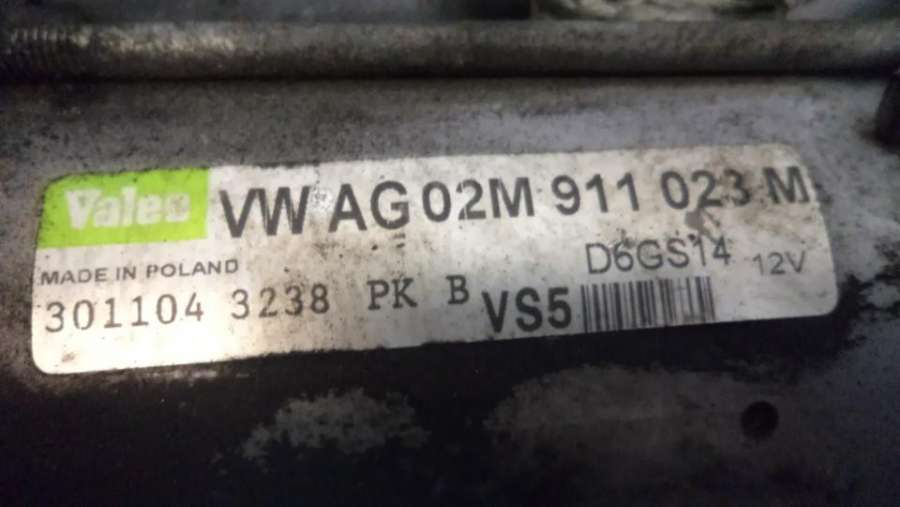 Valeo VW AG 02M 911 023 M
MADE IN POLAND D6GS14 12V
301104 3238 PK B VS5